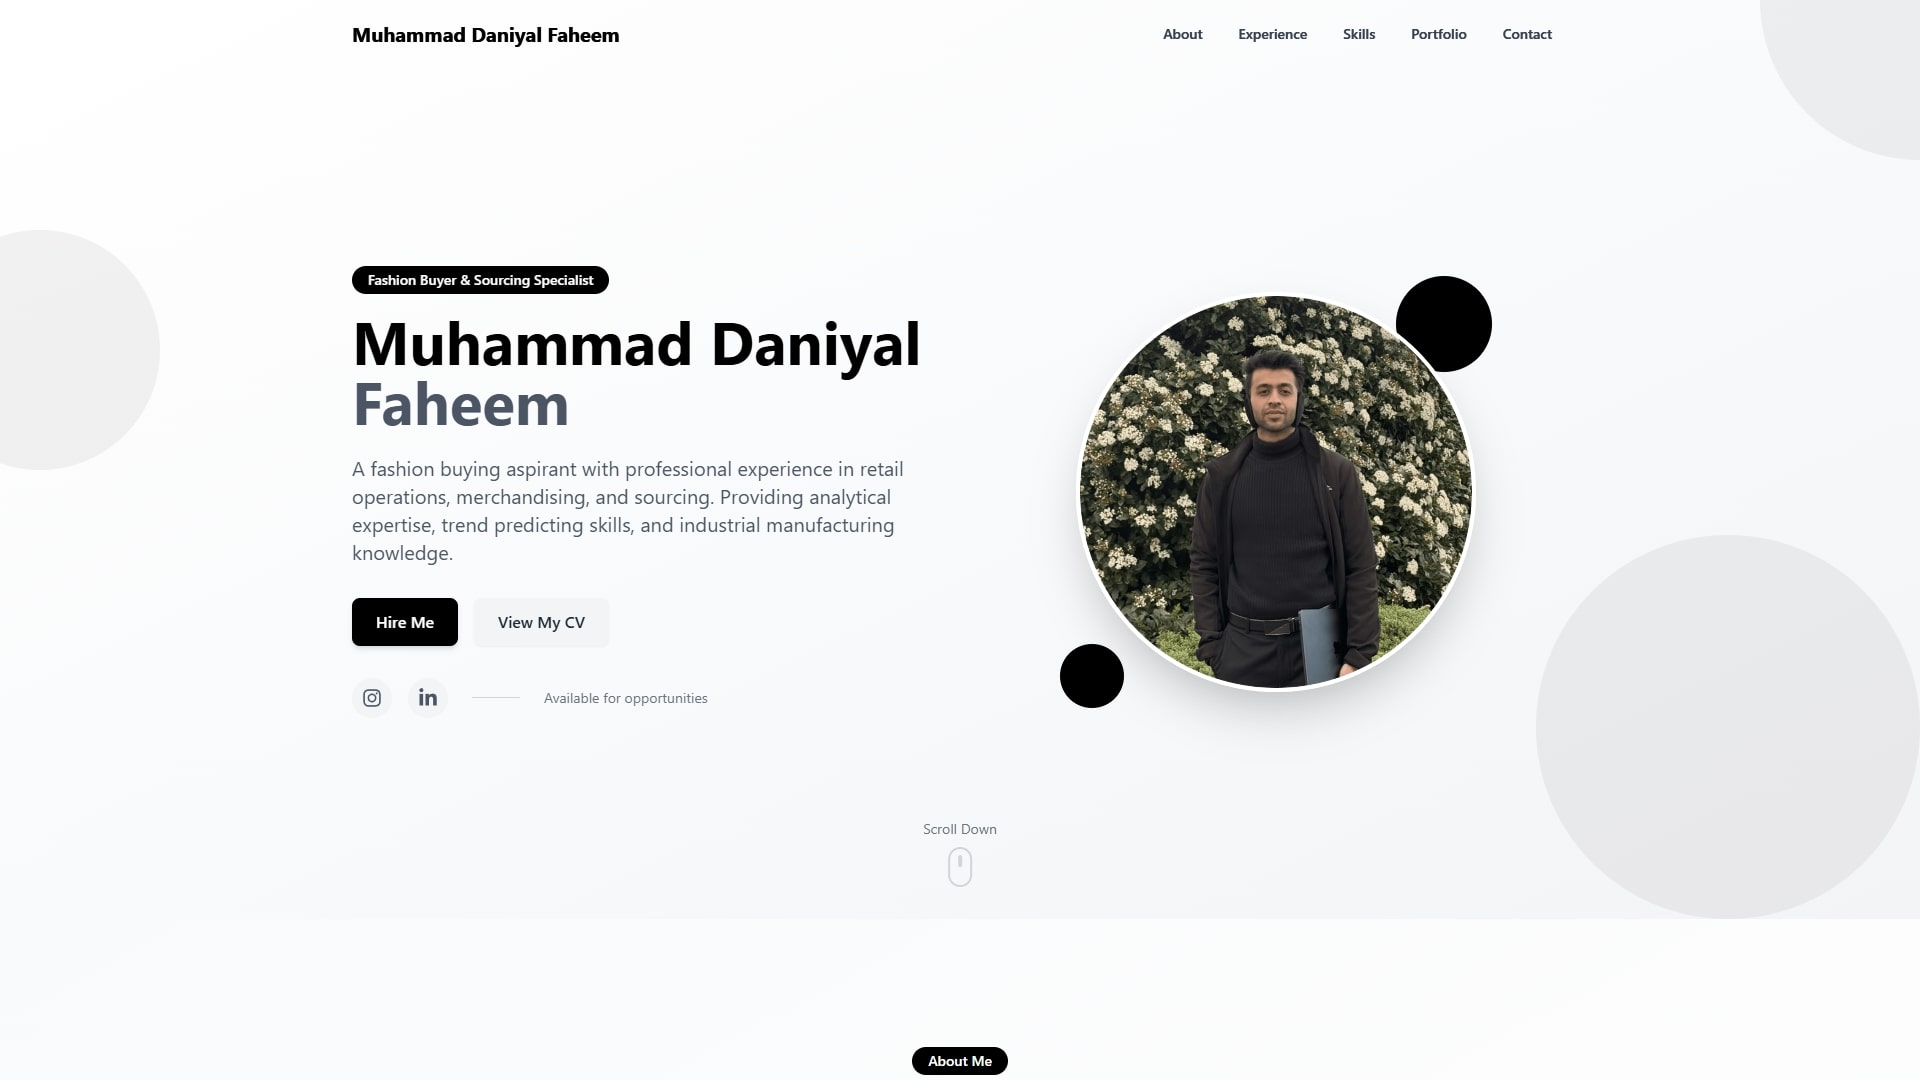 Muhammad Daniyal Faheem
About Experience Skills Portfolio Contact
Fashion Buyer & Sourcing Specialist
Muhammad Daniyal
Faheem
A fashion buying aspirant with professional experience in retail
operations, merchandising, and sourcing. Providing analytical
expertise, trend predicting skills, and industrial manufacturing
knowledge.
Hire Me
View My CV
in
Available for opportunities
Scroll Down
About Me